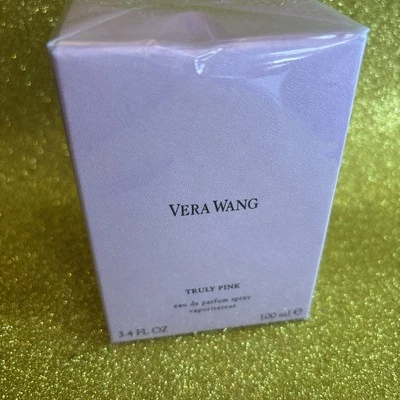 VERA WANG
TRULY PINK
eau de parfum spray
vaporisateur
3.4 FL. OZ
100 ml ℮